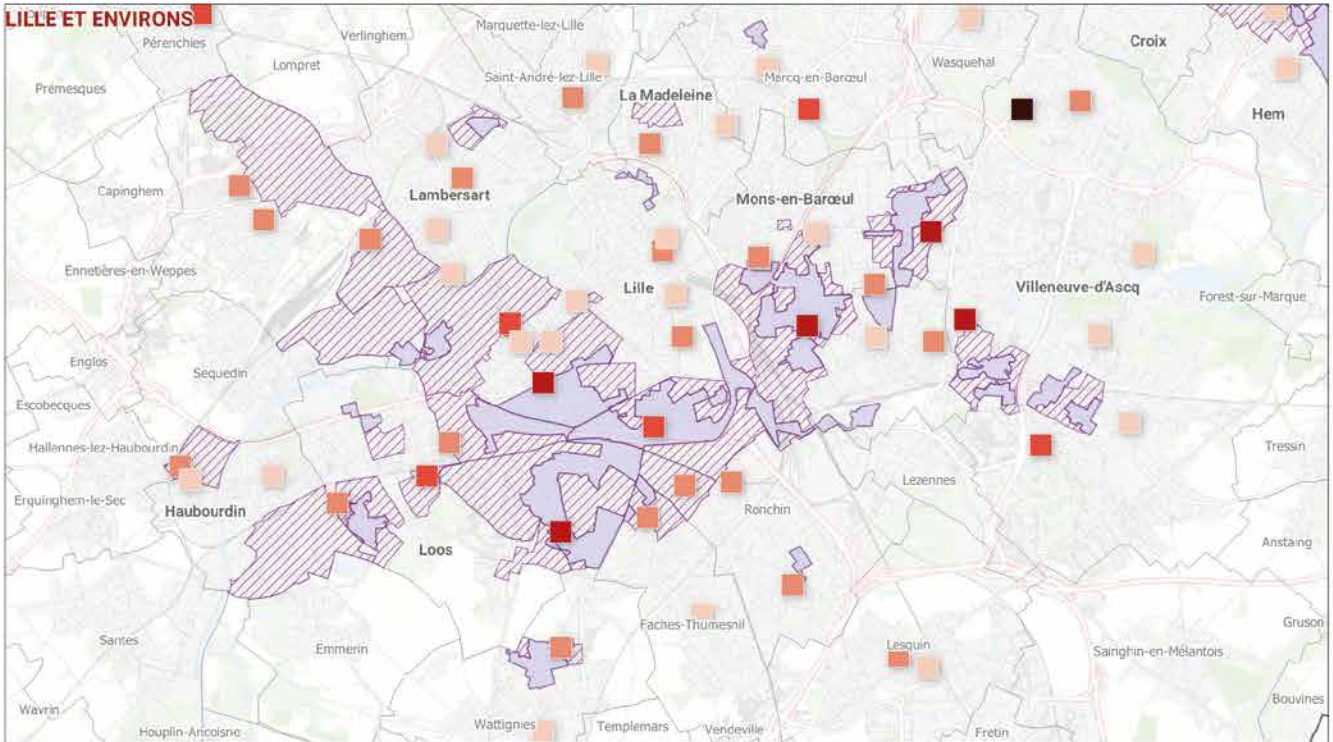 LILLE ET ENVIRONS
Pérenchies
Verlinghem
Marquette-lez-Lille
Croix
Wasquehal
Lompret
Saint-André-lez-Lille
Marcq-en-Barœul
Prémesques
La Madeleine
Hem
Capinghem
Lambersart
Mons-en-Barœul
Ennetières-en-Weppes
Lille
Villeneuve-d'Ascq
Forest-sur-Marque
Englos
Sequedin
Escobecques
Hallennes-lez-Haubourdin
Tressin
Erquinghem-le-Sec
Haubourdin
Lezennes
Ronchin
Loos
Anstaing
Santes
Emmerin
Faches-Thumesnil
Lesquin
Gruson
Sainghin-en-Mélantois
Bouvines
Wavrin
Houplin-Ancoisne
Wattignies
Templemars
Vendeville
Fretin